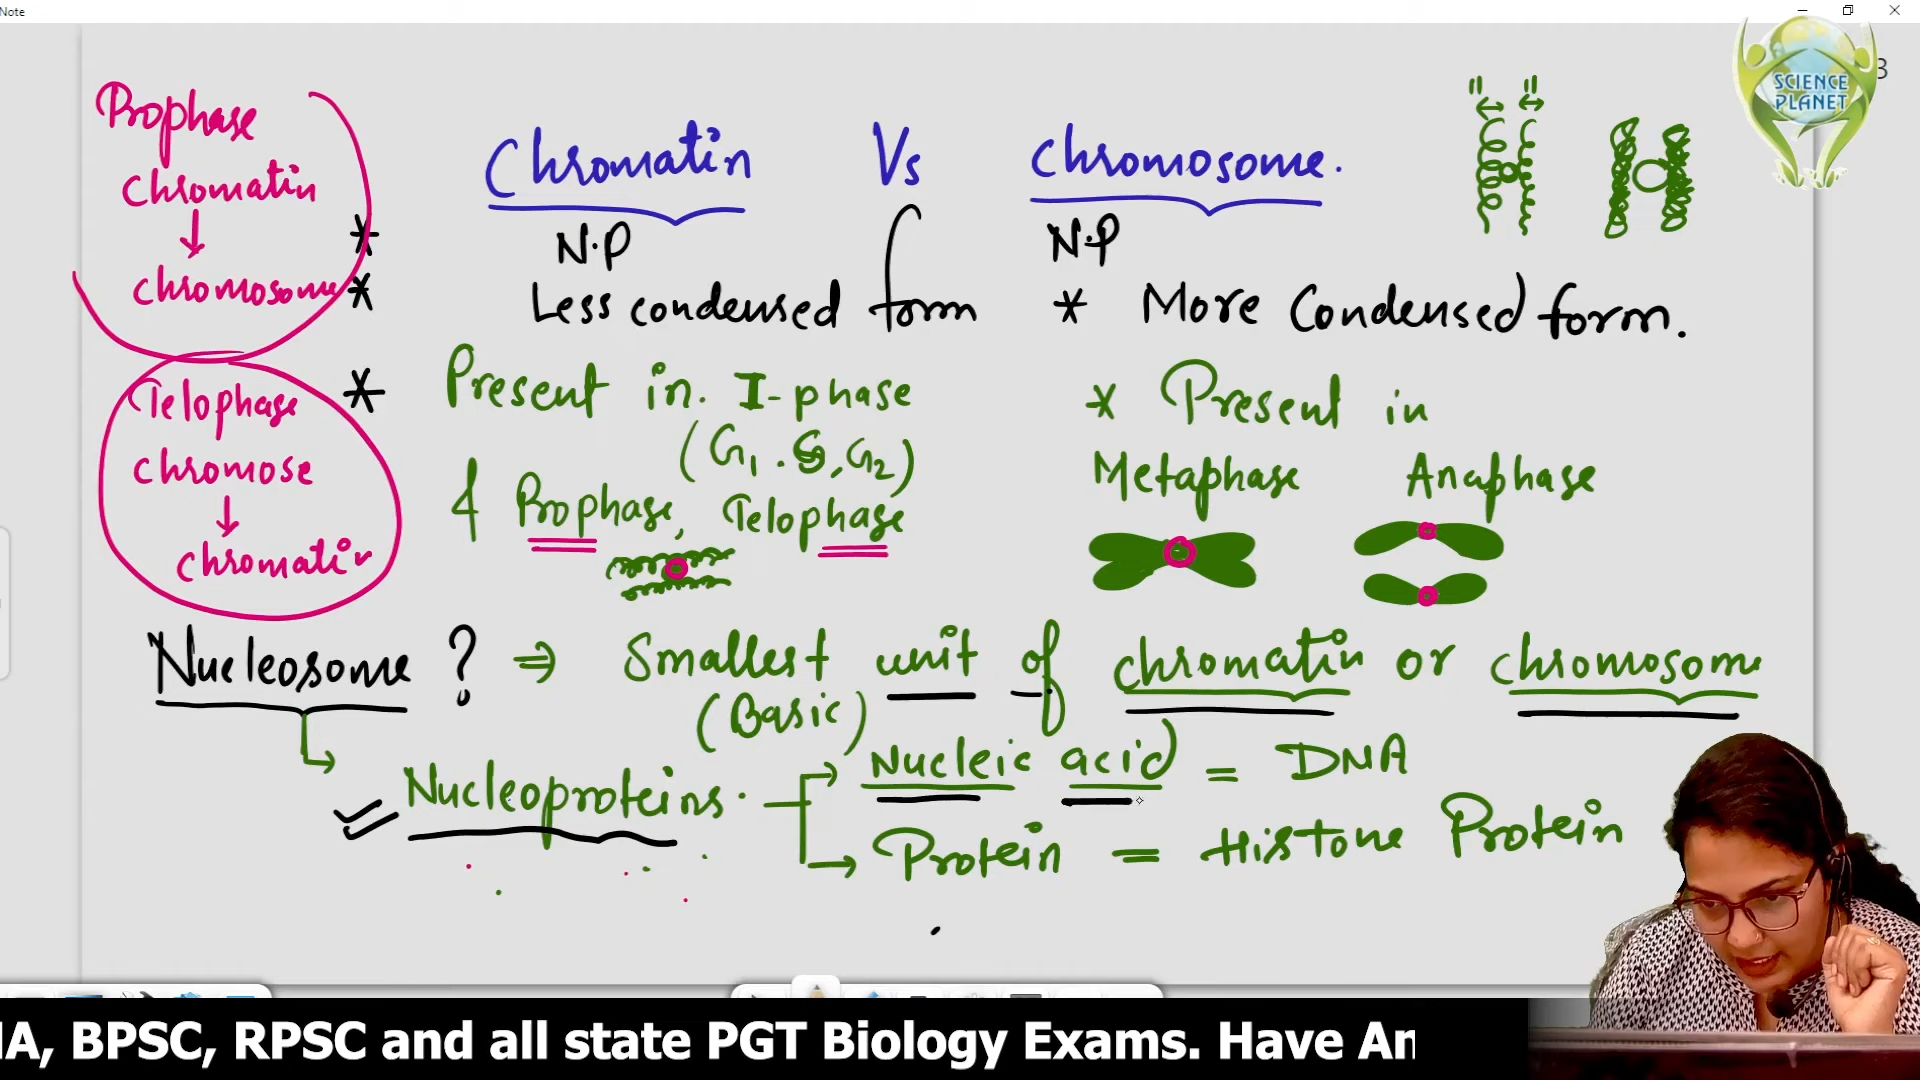 Note
SCIENCE
PLANET
3
Prophase
Chromatin
↓
Chromosome
Chromatin Vs Chromosome.
* N.P N.P
* Less condensed form * More Condensed form.
Telophase
Chromose
↓
Chromatin
* Present in. I-phase
(G1 . S, G2)
& Prophase, Telophase
* Present in
Metaphase Anaphase
Nucleosome ? ⇒ Smallest unit of chromatin or chromosome
(Basic)
Nucleoproteins. → Nucleic acid = DNA
→ Protein = Histone Protein
A, BPSC, RPSC and all state PGT Biology Exams. Have An